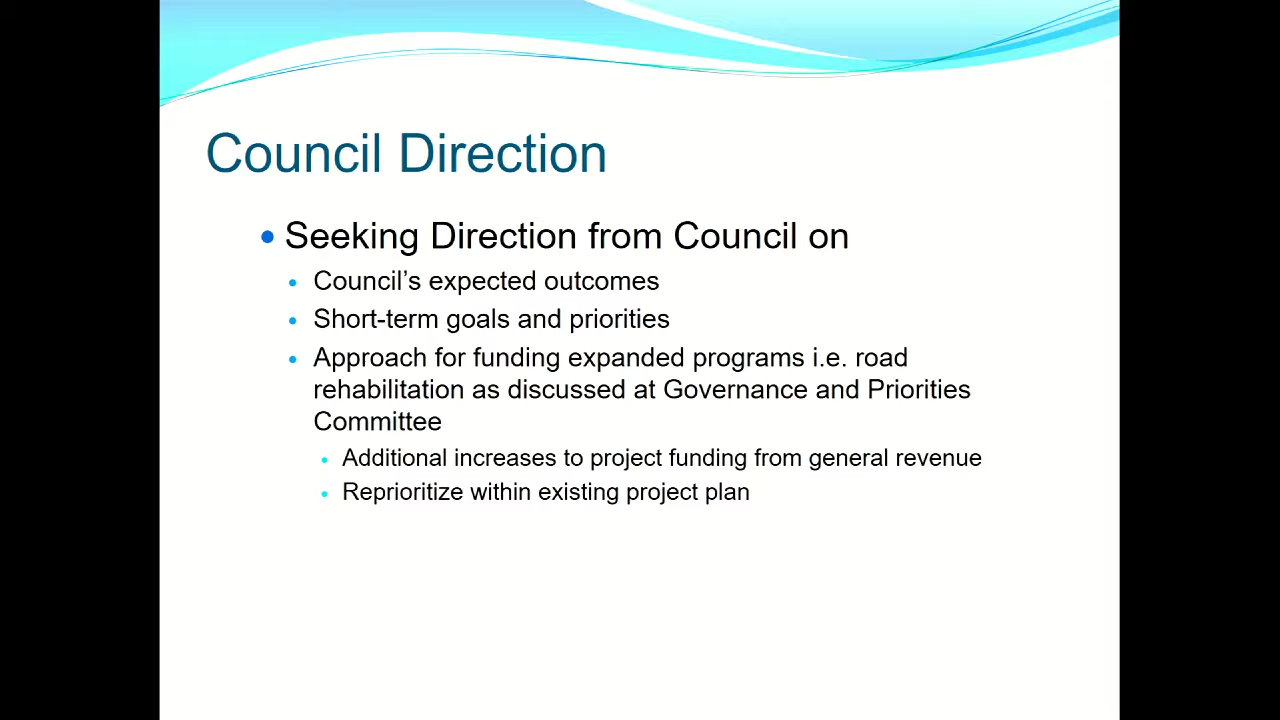 Council Direction
• Seeking Direction from Council on
• Council's expected outcomes
• Short-term goals and priorities
• Approach for funding expanded programs i.e. road
rehabilitation as discussed at Governance and Priorities
Committee
• Additional increases to project funding from general revenue
• Reprioritize within existing project plan